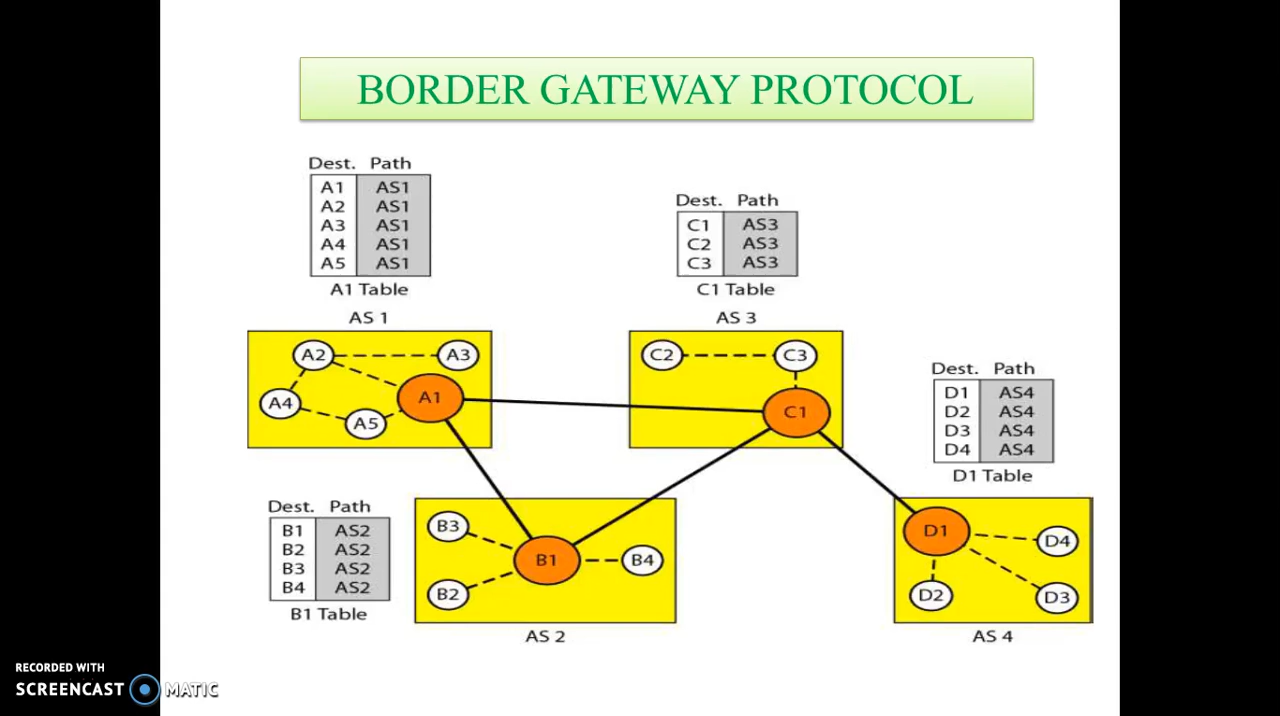 BORDER GATEWAY PROTOCOL
Dest. Path
A1 AS1
A2 AS1
A3 AS1
A4 AS1
A5 AS1
A1 Table
AS 1
Dest. Path
C1 AS3
C2 AS3
C3 AS3
C1 Table
AS 3
A2
A3
A4
A1
A5
C2
C3
C1
Dest. Path
D1 AS4
D2 AS4
D3 AS4
D4 AS4
D1 Table
Dest. Path
B1 AS2
B2 AS2
B3 AS2
B4 AS2
B1 Table
B3
B1
B4
B2
AS 2
D1
D4
D2
D3
AS 4
RECORDED WITH
SCREENCAST MATIC